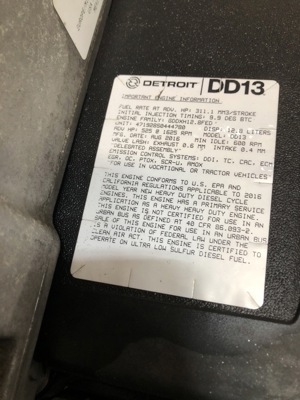 DETROIT DD13
IMPORTANT ENGINE INFORMATION
FUEL RATE AT ADV. HP: 311.1 MM3/STROKE
INITIAL INJECTION TIMING: 9.9 DEG BTC
ENGINE FAMILY: GDDXH12.8FED
UNIT: DISP: 12.8 LITERS
ADV HP: 525 @ 1625 RPM MODEL: DD13
MFG DATE: AUG 2016 MIN IDLE: 600 RPM
VALVE LASH: EXHAUST 0.6 MM INTAKE 0.4 MM
"DELEGATED ASSEMBLY"
EMISSION CONTROL SYSTEMS: DDI, TC, CAC, ECM
EGR, OC, PTOX, SCR-U, AMOX
FOR USE IN VOCATIONAL OR TRACTOR VEHICLES
THIS ENGINE CONFORMS TO U.S. EPA AND
CALIFORNIA REGULATIONS APPLICABLE TO 2016
MODEL YEAR NEW HEAVY DUTY DIESEL CYCLE
ENGINES. THIS ENGINE HAS A PRIMARY SERVICE
APPLICATION AS A HEAVY HEAVY DUTY ENGINE.
THIS ENGINE IS NOT CERTIFIED FOR USE IN AN
URBAN BUS AS DEFINED AT 40 CFR 86.093-2.
SALE OF THIS ENGINE FOR USE IN AN URBAN BUS
IS A VIOLATION OF FEDERAL LAW UNDER THE
CLEAN AIR ACT. THIS ENGINE IS CERTIFIED TO
OPERATE ON ULTRA LOW SULFUR DIESEL FUEL.